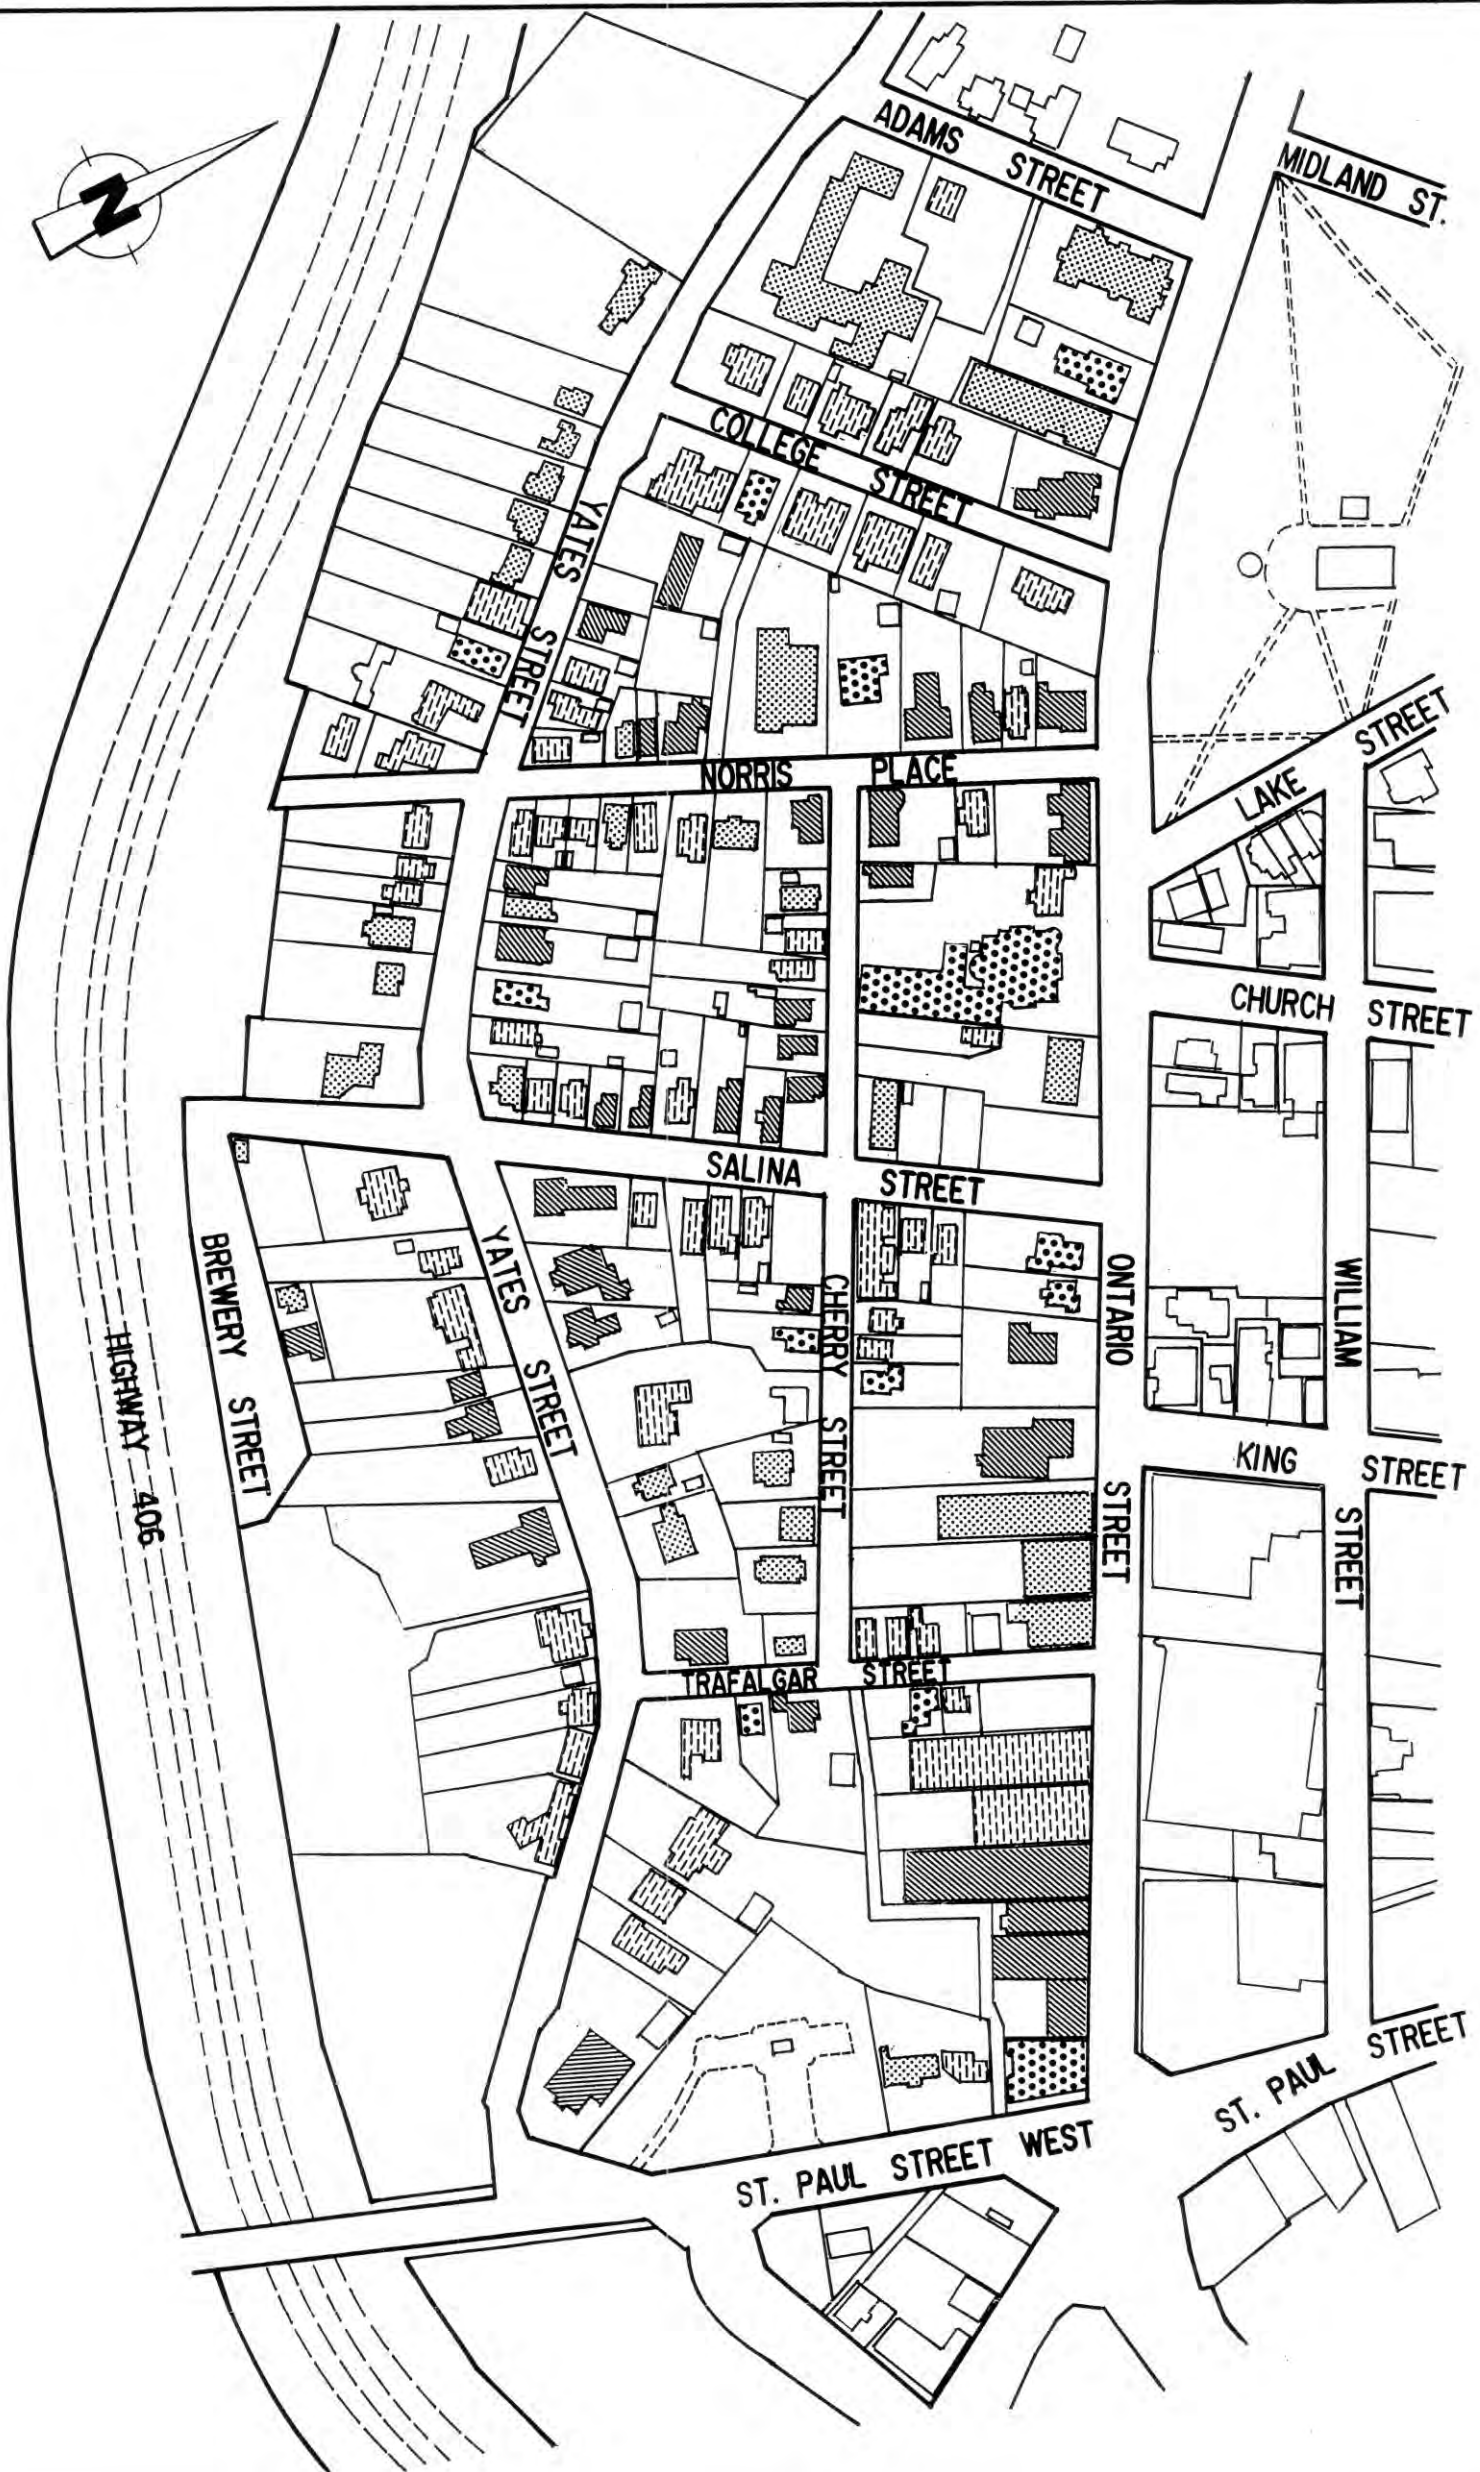 ADAMS STREET
MIDLAND ST.
N
COLLEGE STREET
YATES STREET
NORRIS PLACE
LAKE STREET
CHURCH STREET
SALINA STREET
BREWERY STREET
YATES STREET
CHERRY STREET
ONTARIO STREET
WILLIAM STREET
HIGHWAY 406
KING STREET
TRAFALGAR STREET
ST. PAUL STREET
ST. PAUL STREET WEST